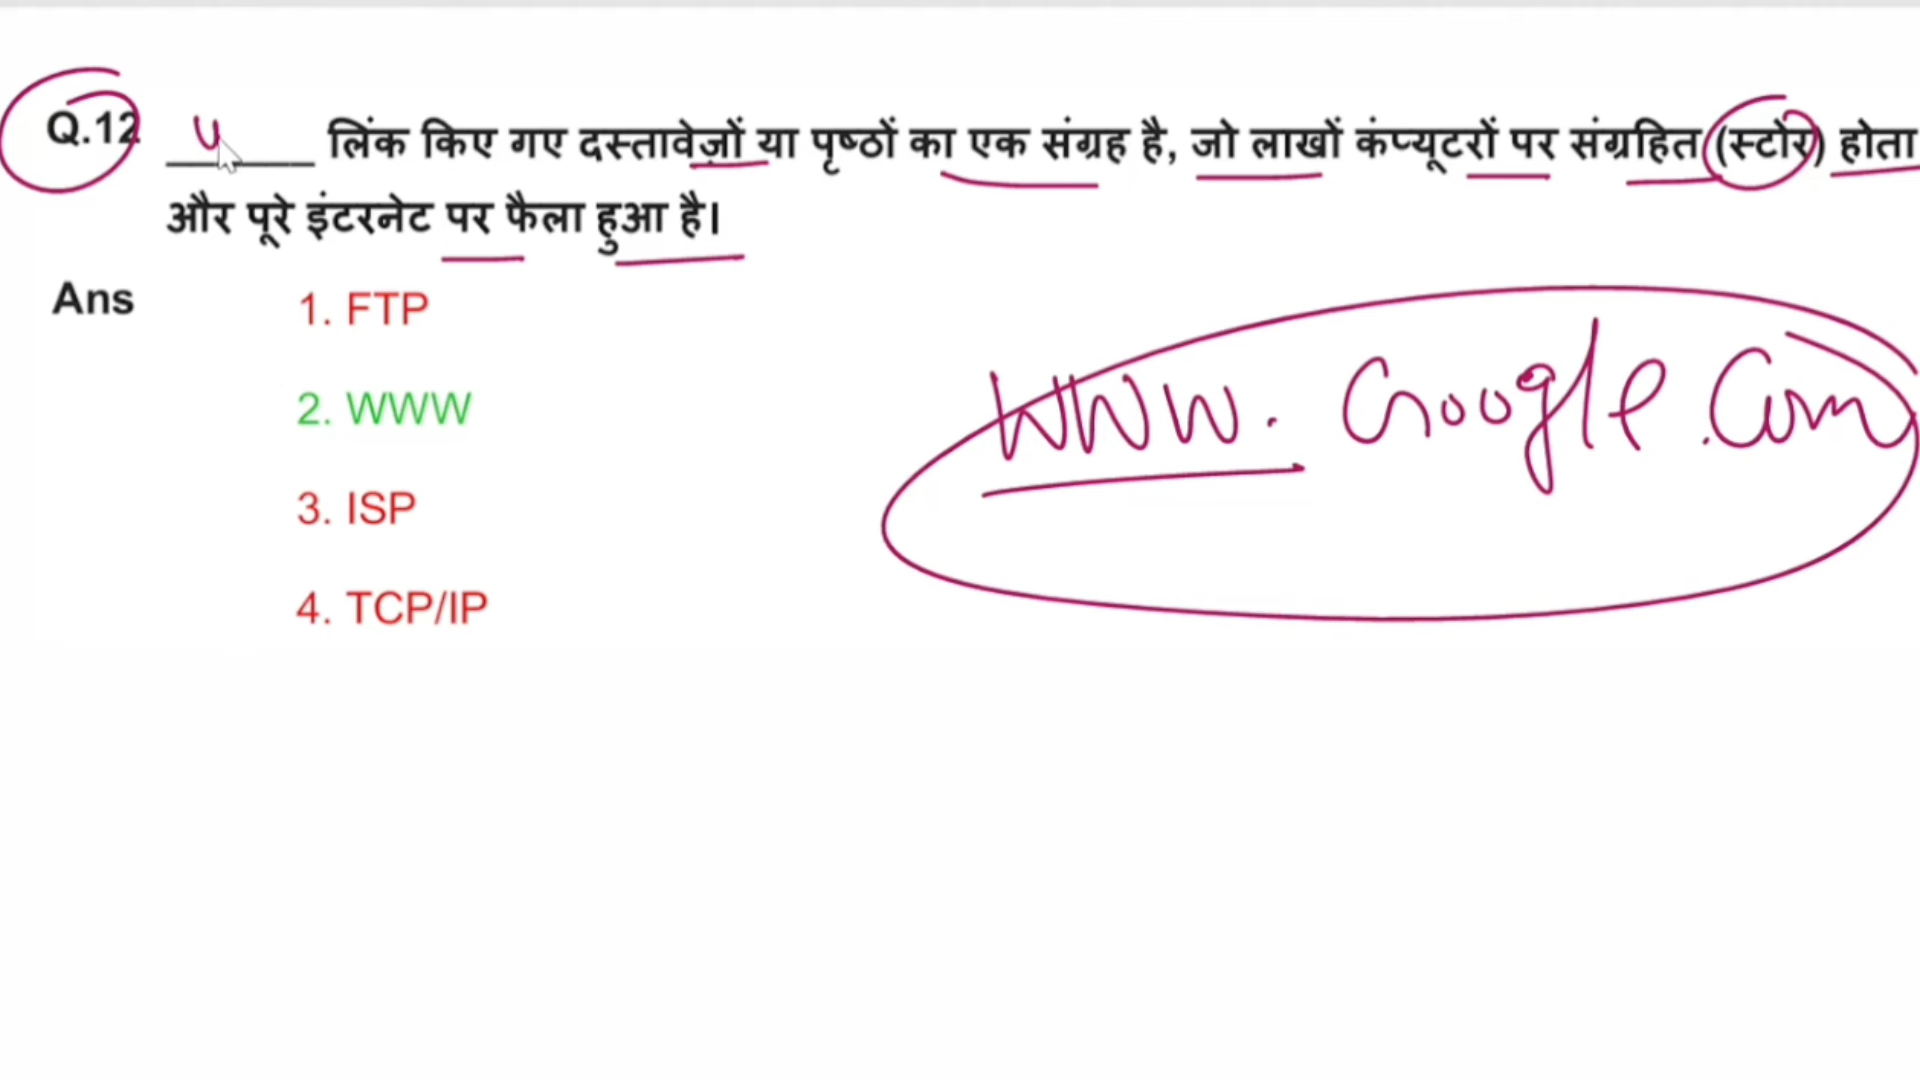 Q.12 ______ लिंक किए गए दस्तावेज़ों या पृष्ठों का एक संग्रह है, जो लाखों कंप्यूटरों पर संग्रहित (स्टोर) होता
और पूरे इंटरनेट पर फैला हुआ है।
Ans 1. FTP
2. WWW
www. Google .Com
3. ISP
4. TCP/IP